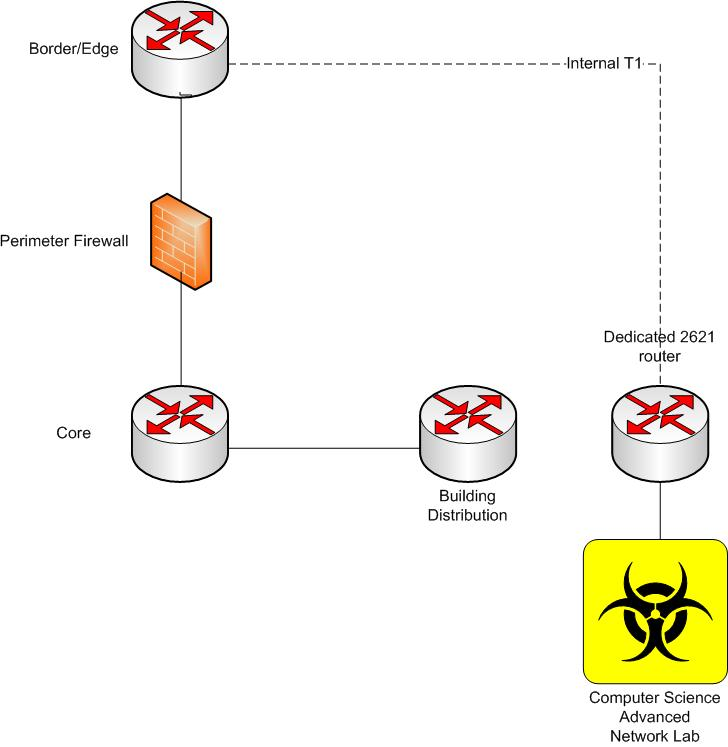 Border/Edge
Internal T1
Perimeter Firewall
Dedicated 2621
router
Core
Building
Distribution
Computer Science
Advanced
Network Lab